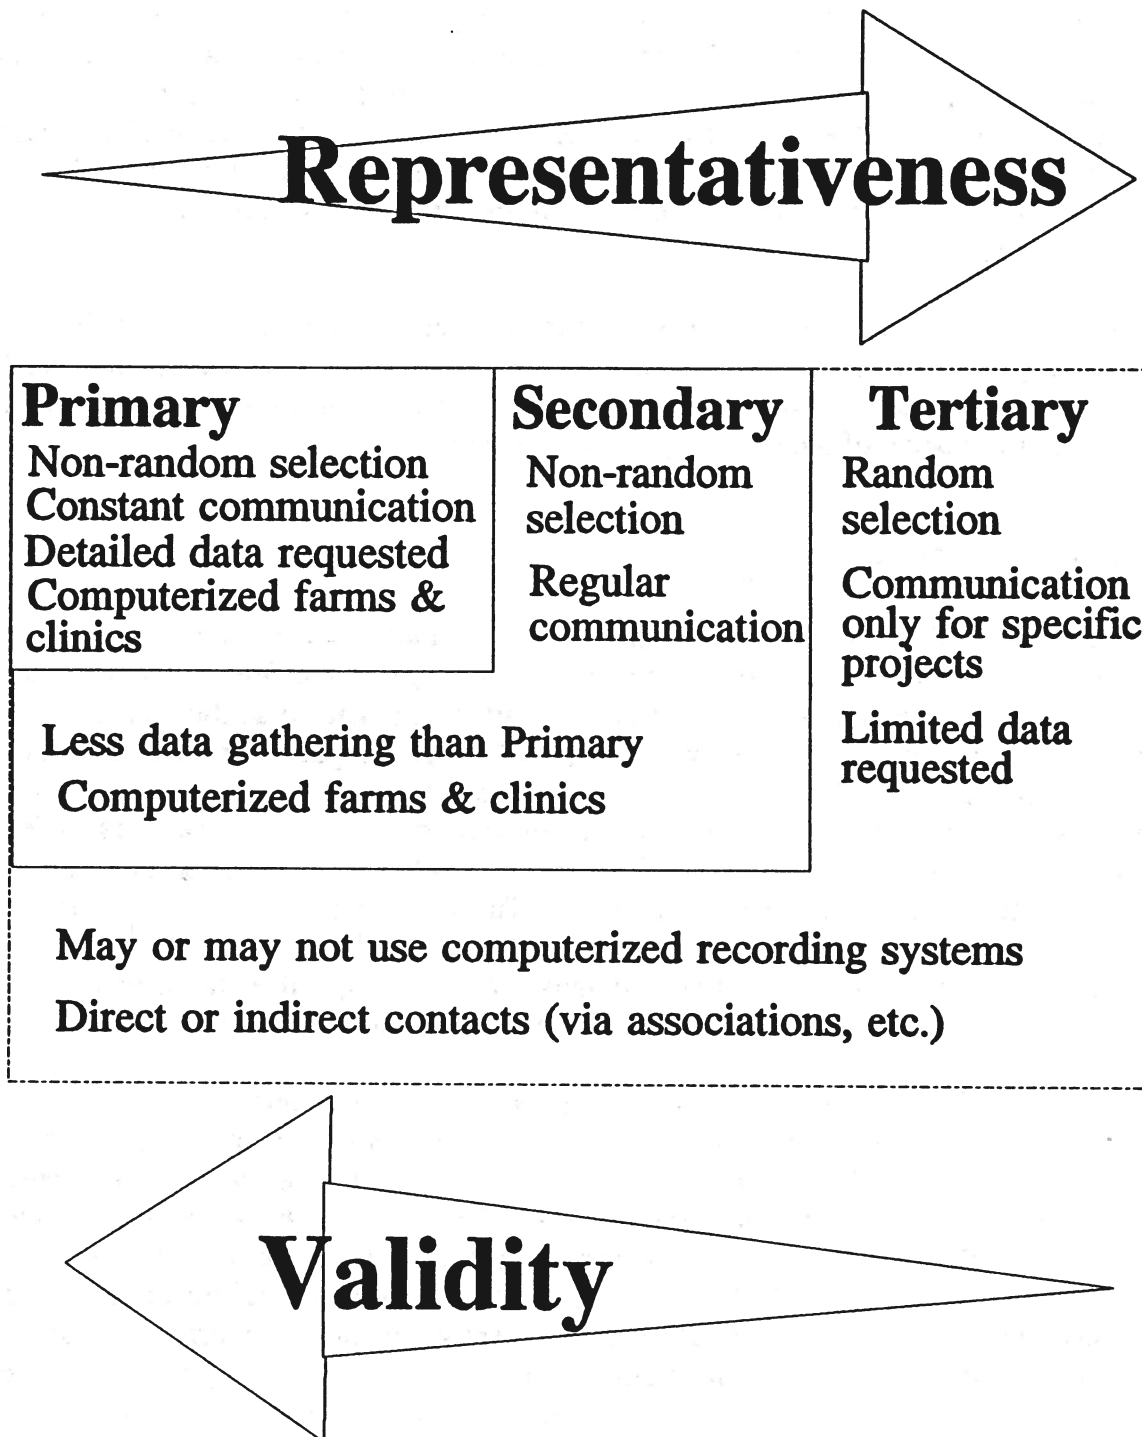 Representativeness
Primary
Non-random selection
Constant communication
Detailed data requested
Computerized farms &
clinics
Secondary
Non-random
selection
Regular
communication
Tertiary
Random
selection
Communication
only for specific
projects
Limited data
requested
Less data gathering than Primary
Computerized farms & clinics
May or may not use computerized recording systems
Direct or indirect contacts (via associations, etc.)
Validity